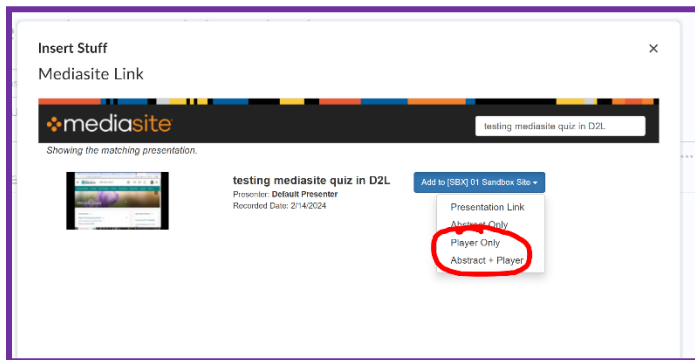 Insert Stuff
Mediasite Link
mediasite
testing mediasite quiz in D2L
Showing the matching presentation.
testing mediasite quiz in D2L
Add to [SBX] 01 Sandbox Site
Presenter: Default Presenter
Recorded Date: 2/14/2024
Presentation Link
Abstract Only
Player Only
Abstract + Player